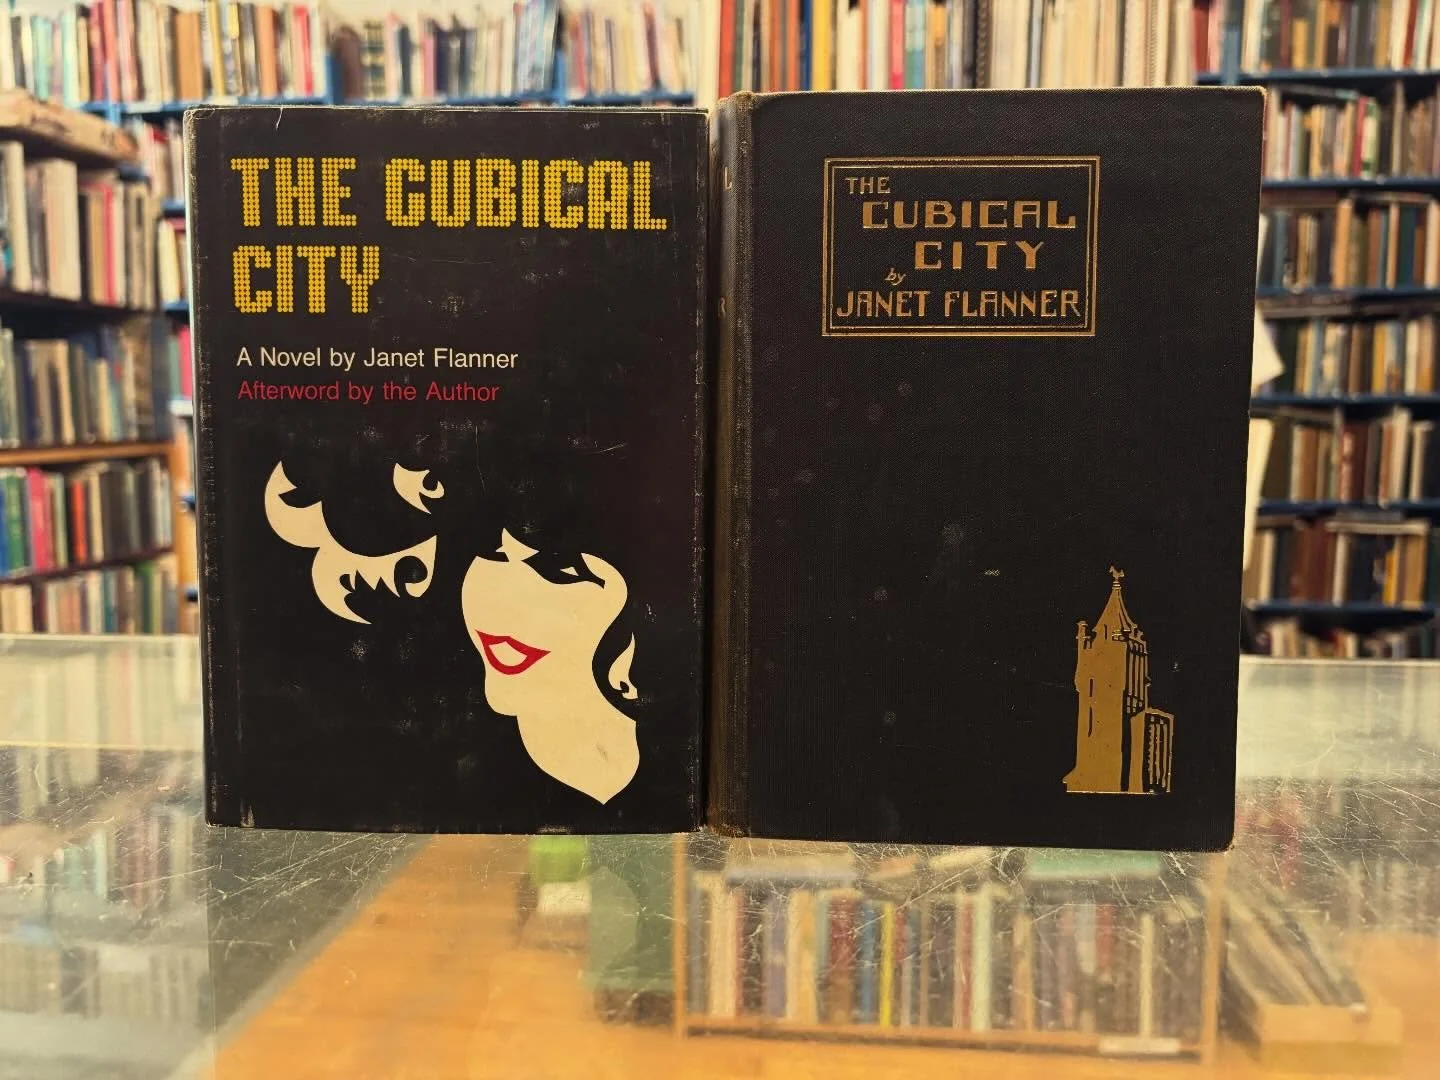 THE CUBICAL
CITY
A Novel by Janet Flanner
Afterword by the Author
THE
CUBICAL
CITY
by
JANET FLANNER